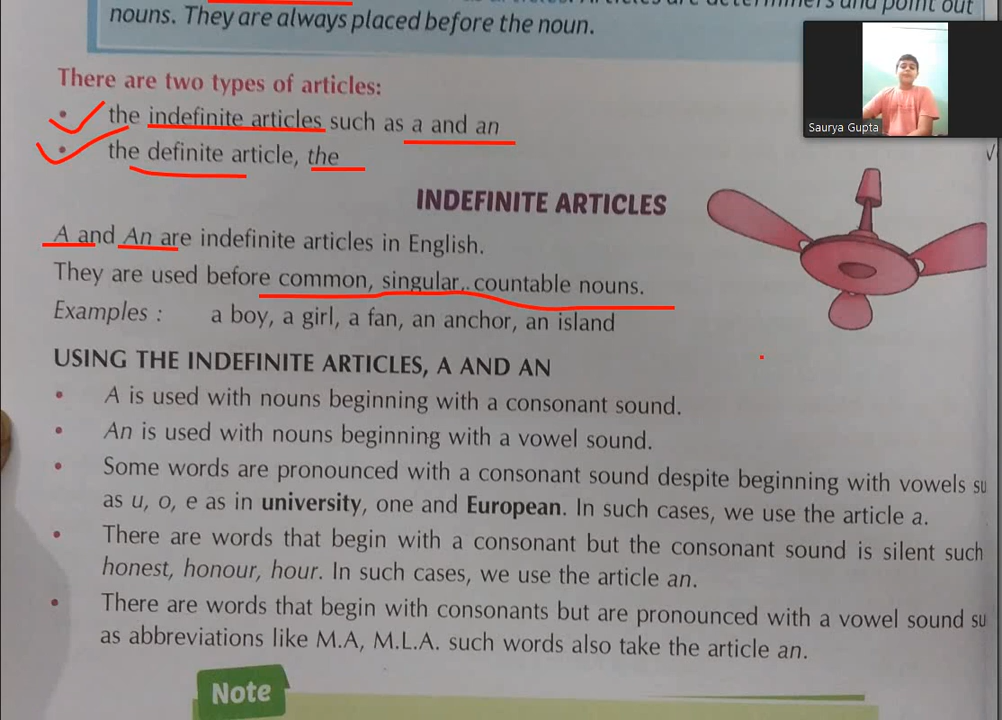 nouns. They are always placed before the noun.
There are two types of articles:
• the indefinite articles such as a and an
• the definite article, the
Saurya Gupta
INDEFINITE ARTICLES
A and An are indefinite articles in English.
They are used before common, singular, countable nouns.
Examples : a boy, a girl, a fan, an anchor, an island
USING THE INDEFINITE ARTICLES, A AND AN
• A is used with nouns beginning with a consonant sound.
• An is used with nouns beginning with a vowel sound.
• Some words are pronounced with a consonant sound despite beginning with vowels su
as u, o, e as in university, one and European. In such cases, we use the article a.
• There are words that begin with a consonant but the consonant sound is silent such
honest, honour, hour. In such cases, we use the article an.
• There are words that begin with consonants but are pronounced with a vowel sound su
as abbreviations like M.A, M.L.A. such words also take the article an.
Note